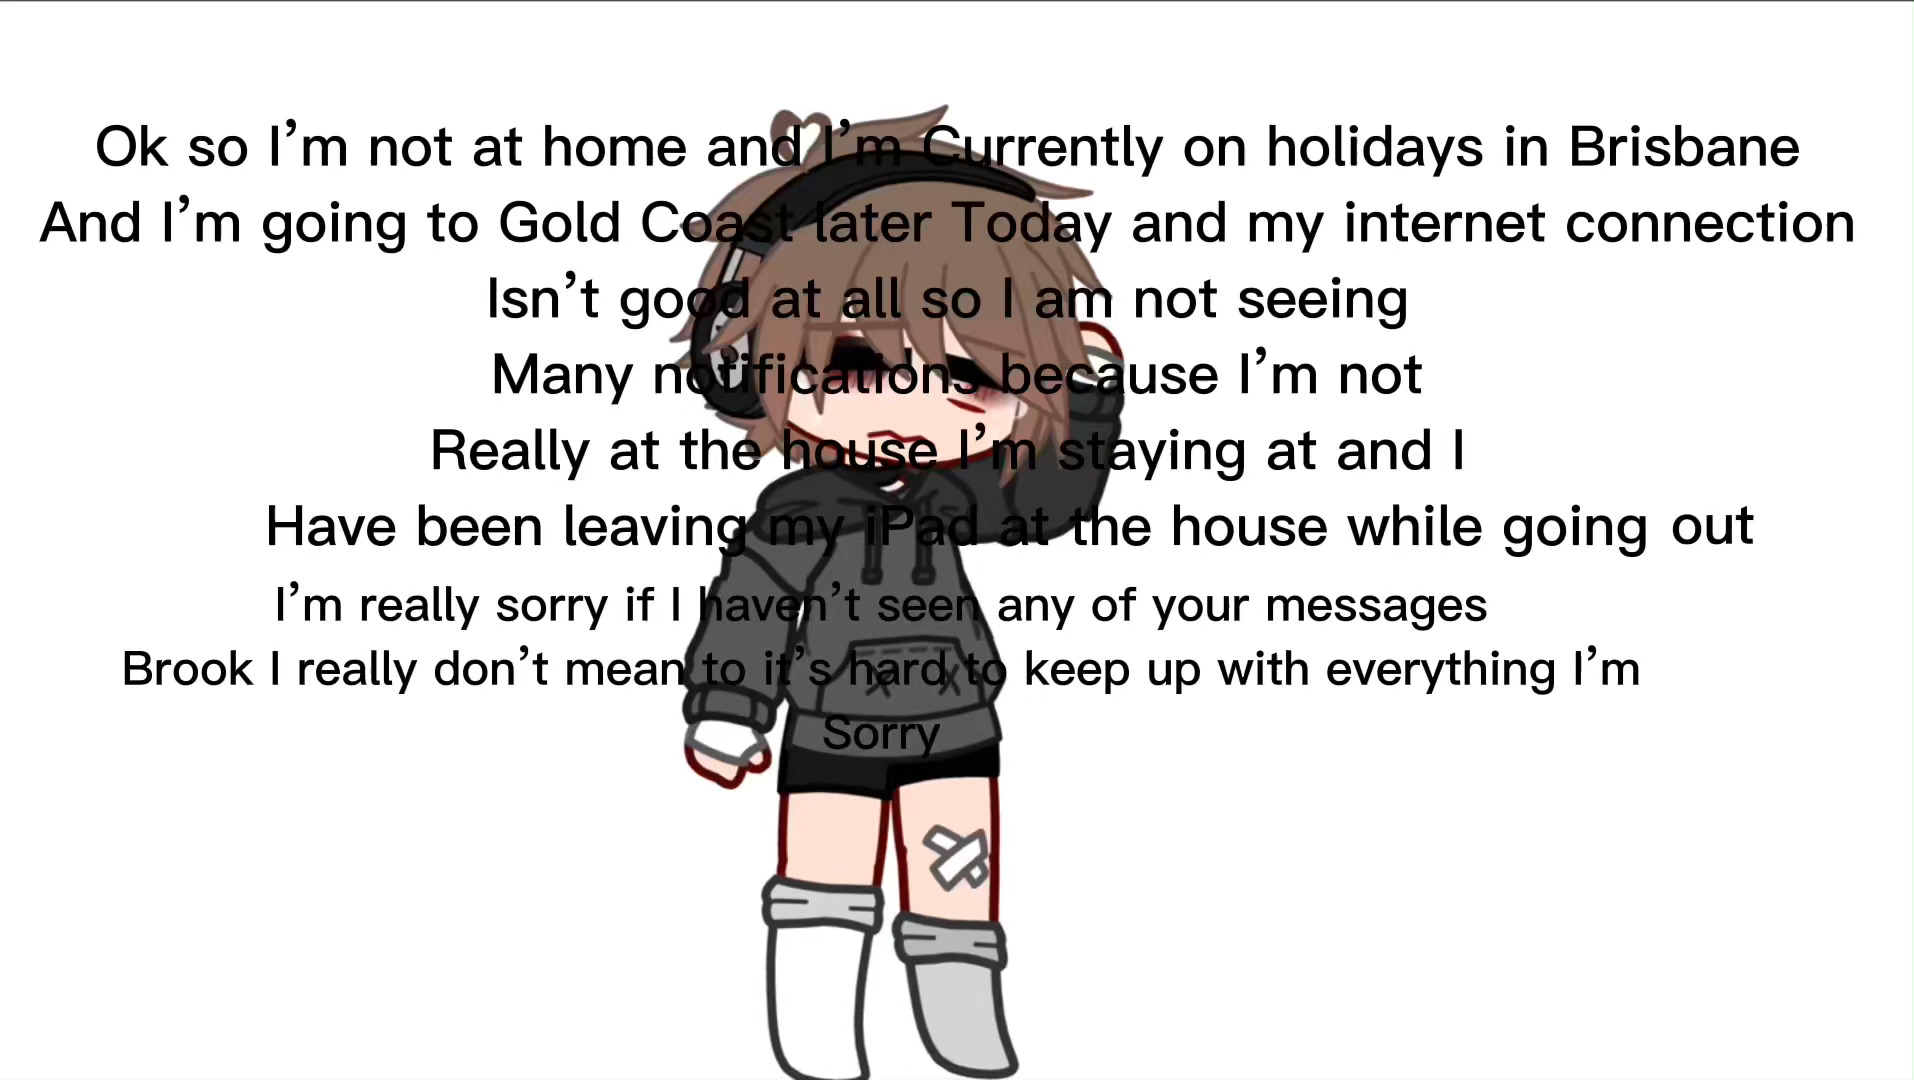 Ok so I’m not at home and I’m Currently on holidays in Brisbane
And I’m going to Gold Coast later Today and my internet connection
Isn’t good at all so I am not seeing
Many notifications because I’m not
Really at the house I’m staying at and I
Have been leaving my iPad at the house while going out
I’m really sorry if I haven’t seen any of your messages
Brook I really don’t mean to it’s hard to keep up with everything I’m
Sorry